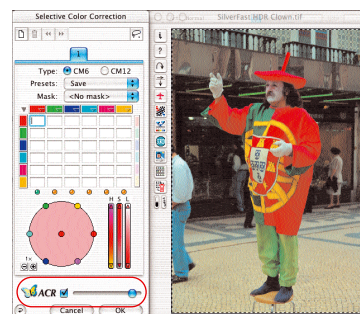 Selective Color Correction
SilverFast HDR Clown.tif
1
Type: CM6 CM12
Presets: Save
Mask: <No mask>
H S L
1x
ACR
Cancel OK